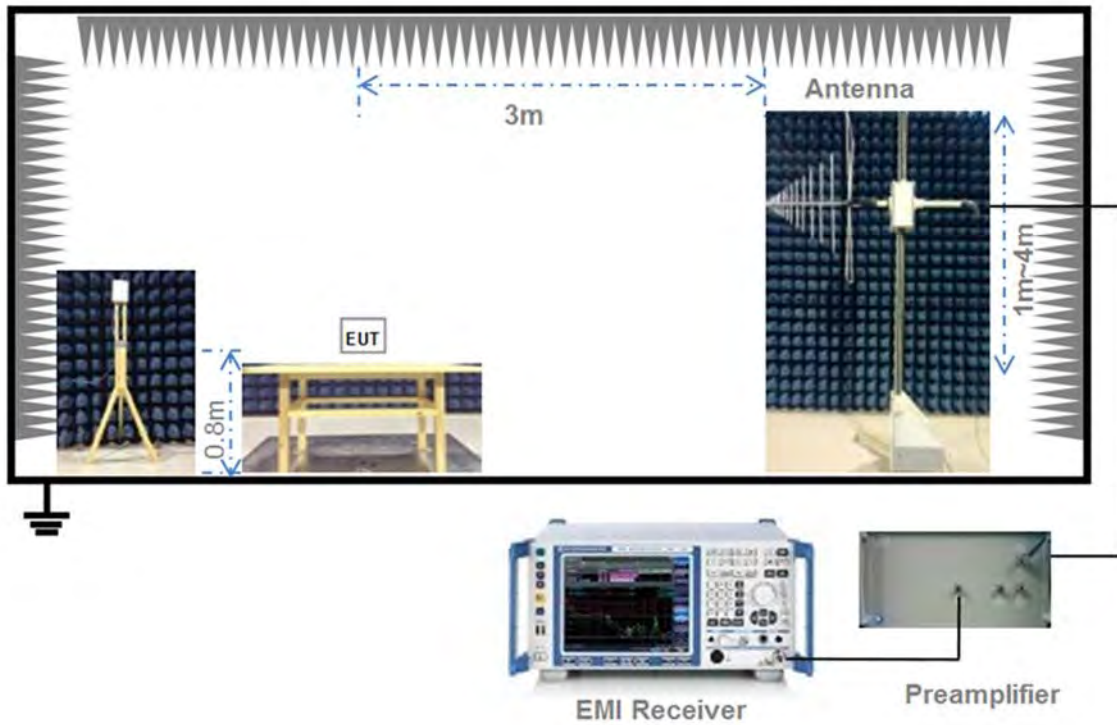 Antenna
3m
1m~4m
EUT
0.8m
EMI Receiver
Preamplifier